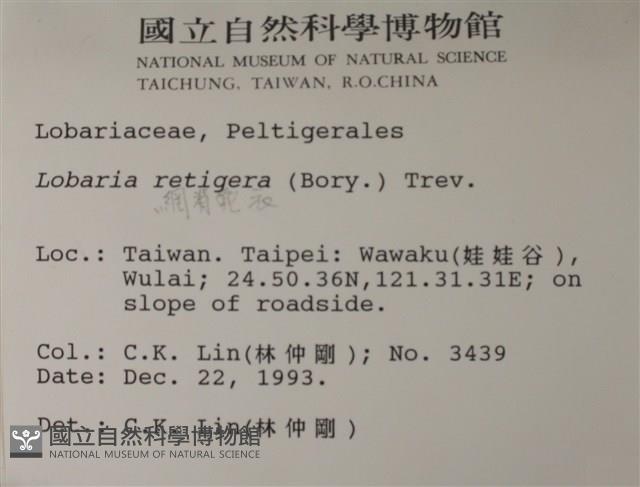 國立自然科學博物館
NATIONAL MUSEUM OF NATURAL SCIENCE
TAICHUNG, TAIWAN, R.O.CHINA
Lobariaceae, Peltigerales
Lobaria retigera (Bory.) Trev.
Loc.: Taiwan. Taipei: Wawaku(娃娃谷),
Wulai; 24.50.36N,121.31.31E; on
slope of roadside.
Col.: C.K. Lin(林仲剛); No. 3439
Date: Dec. 22, 1993.
Det.: C.K. Lin(林仲剛)
國立自然科學博物館
NATIONAL MUSEUM OF NATURAL SCIENCE